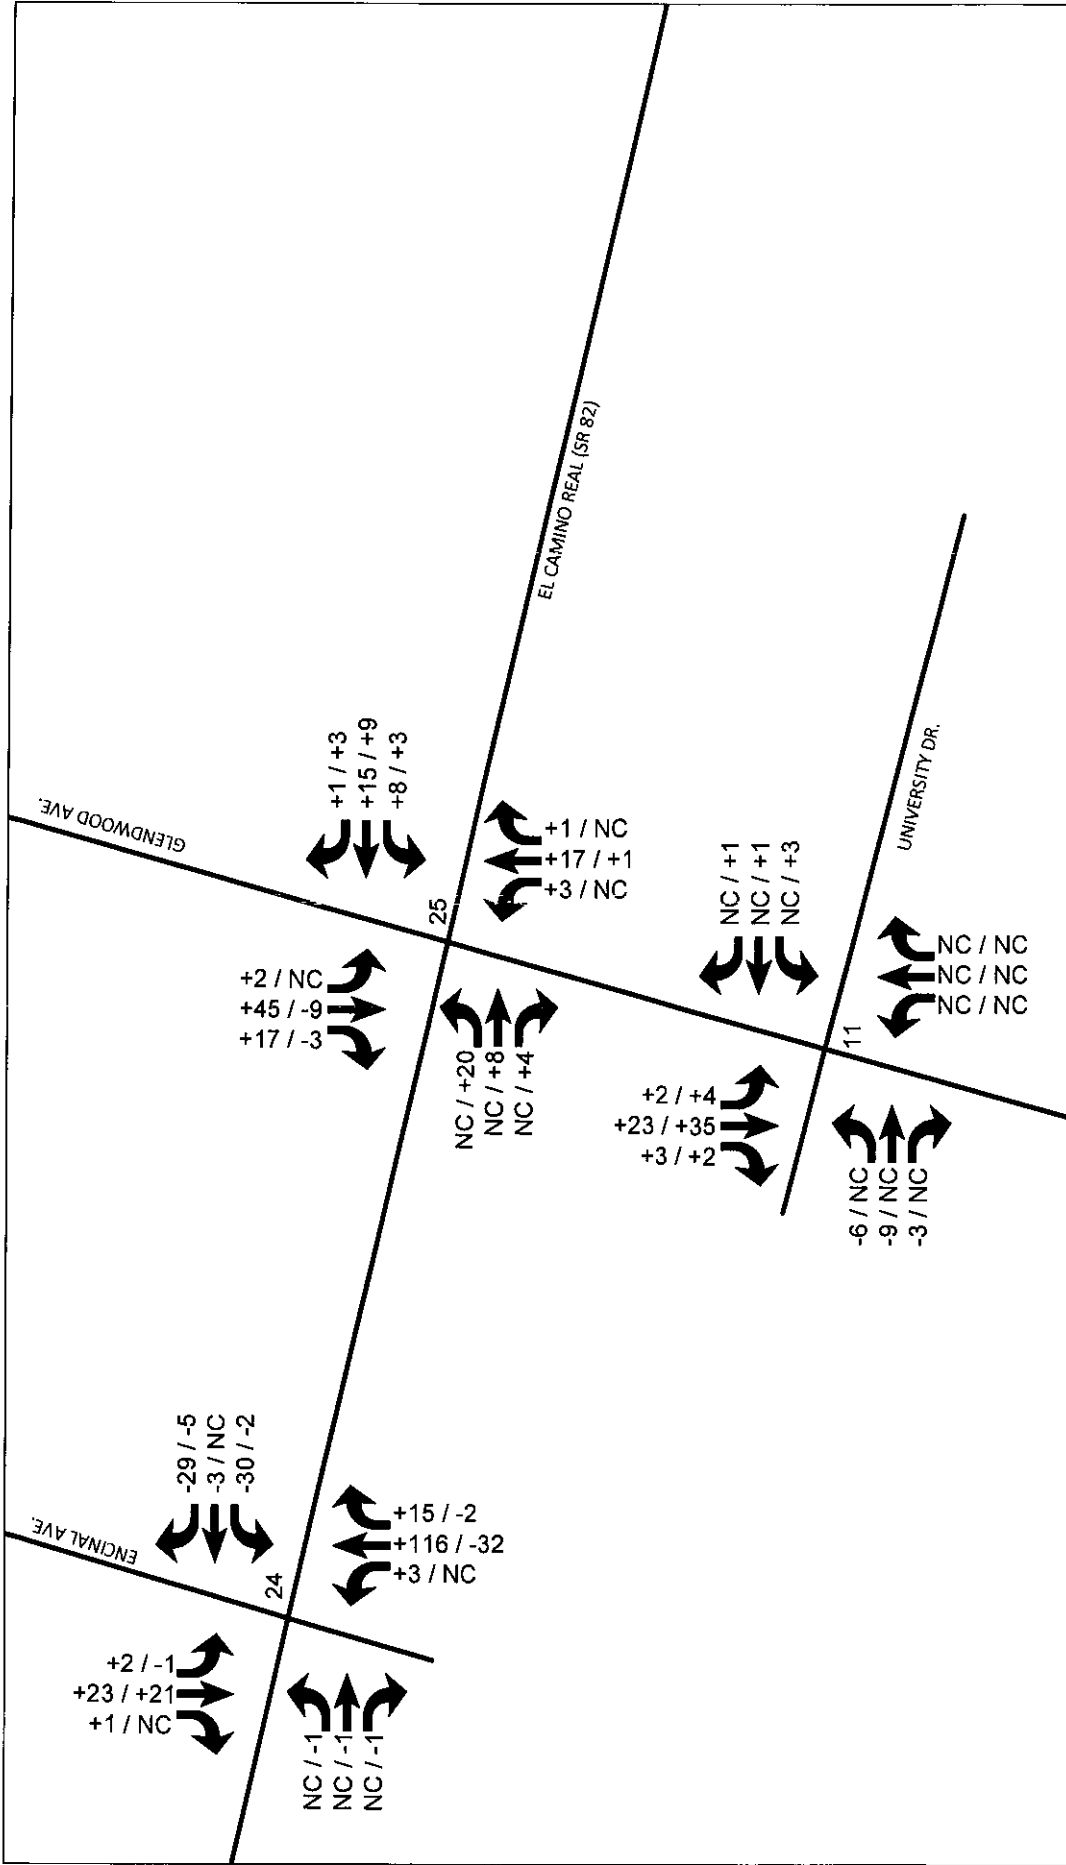 GLENDWOOD AVE.
+1 / +3
+15 / +9
+8 / +3
25
EL CAMINO REAL (SR 82)
+2 / NC
+45 / -9
+17 / -3
+1 / NC
+17 / +1
+3 / NC
NC / +20
NC / +8
NC / +4
NC / +1
NC / +1
NC / +3
UNIVERSITY DR.
+2 / +4
+23 / +35
+3 / +2
11
NC / NC
NC / NC
NC / NC
-6 / NC
-9 / NC
-3 / NC
ENCINAL AVE.
-29 / -5
-3 / NC
-30 / -2
24
+15 / -2
+116 / -32
+3 / NC
+2 / -1
+23 / +21
+1 / NC
NC / -1
NC / -1
NC / -1